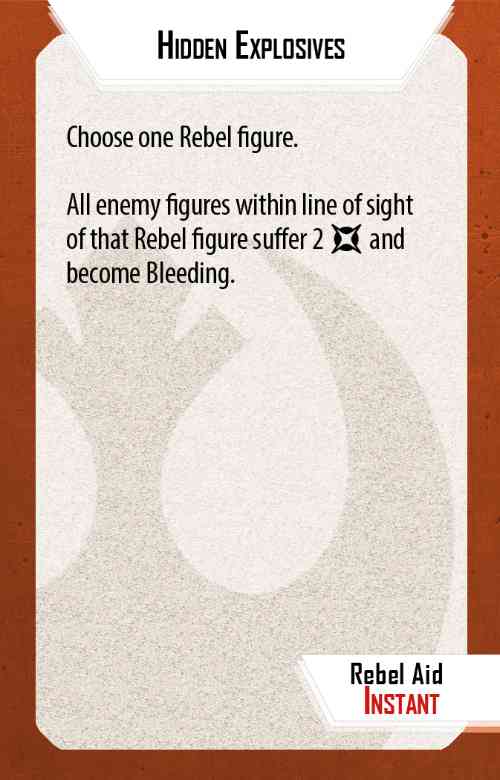 Hidden Explosives
Choose one Rebel figure.
All enemy figures within line of sight
of that Rebel figure suffer 2 and
become Bleeding.
Rebel Aid
Instant